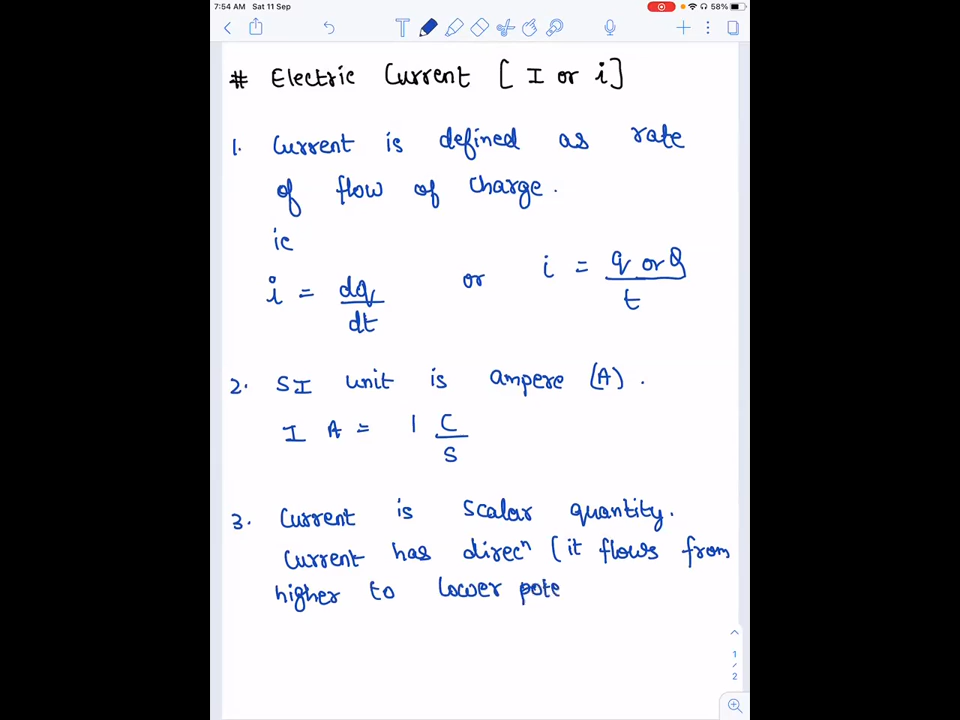 7:54 AM Sat 11 Sep 58%
# Electric Current [ I or i ]
1. Current is defined as rate
of flow of charge.
ie
i = dq/dt or i = q or Q/t
2. SI unit is ampere (A).
I A = 1 C/S
3. Current is scalar quantity.
Current has direcⁿ (it flows from
higher to lower pote
1
/
2